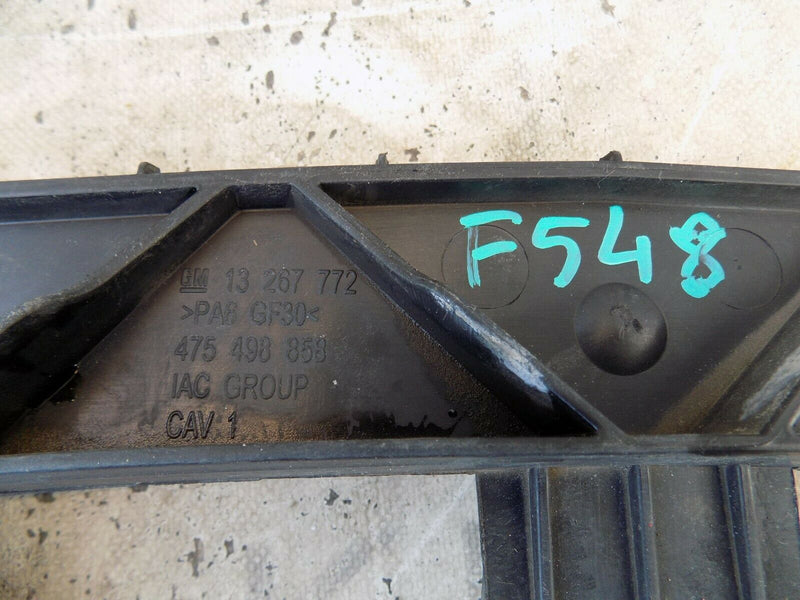 GM 13 267 772
>PA6 GF30<
475 498 858
IAC GROUP
CAV 1
F548